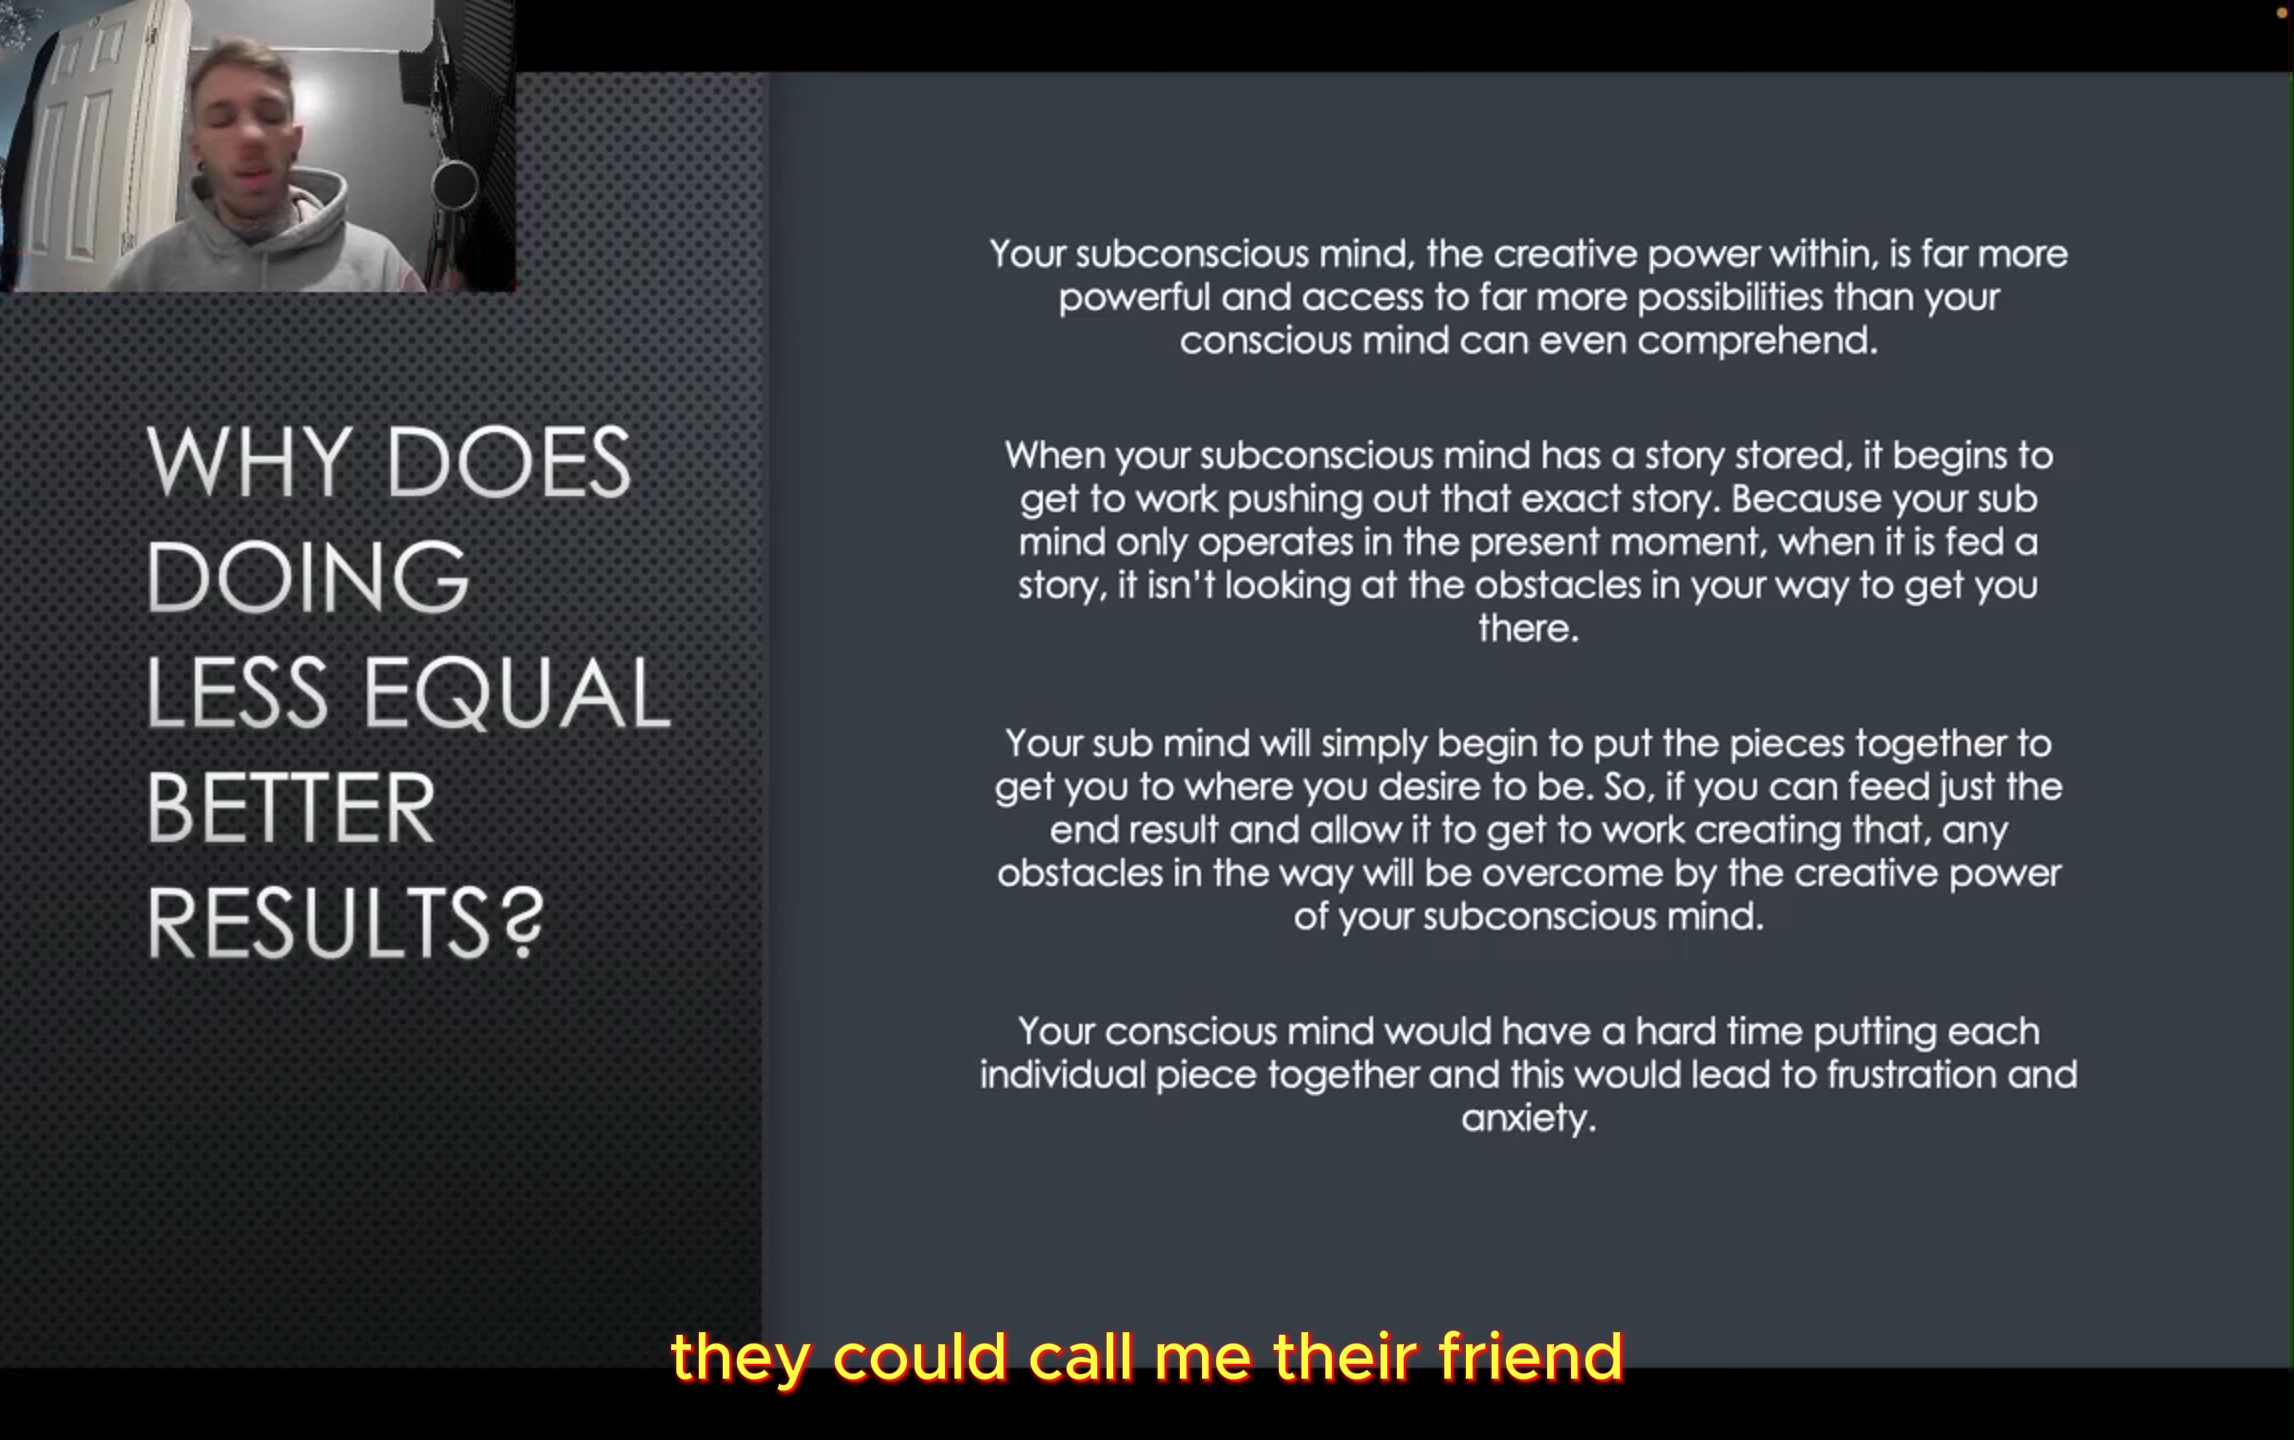 WHY DOES
DOING
LESS EQUAL
BETTER
RESULTS?
Your subconscious mind, the creative power within, is far more
powerful and access to far more possibilities than your
conscious mind can even comprehend.
When your subconscious mind has a story stored, it begins to
get to work pushing out that exact story. Because your sub
mind only operates in the present moment, when it is fed a
story, it isn't looking at the obstacles in your way to get you
there.
Your sub mind will simply begin to put the pieces together to
get you to where you desire to be. So, if you can feed just the
end result and allow it to get to work creating that, any
obstacles in the way will be overcome by the creative power
of your subconscious mind.
Your conscious mind would have a hard time putting each
individual piece together and this would lead to frustration and
anxiety.
they could call me their friend